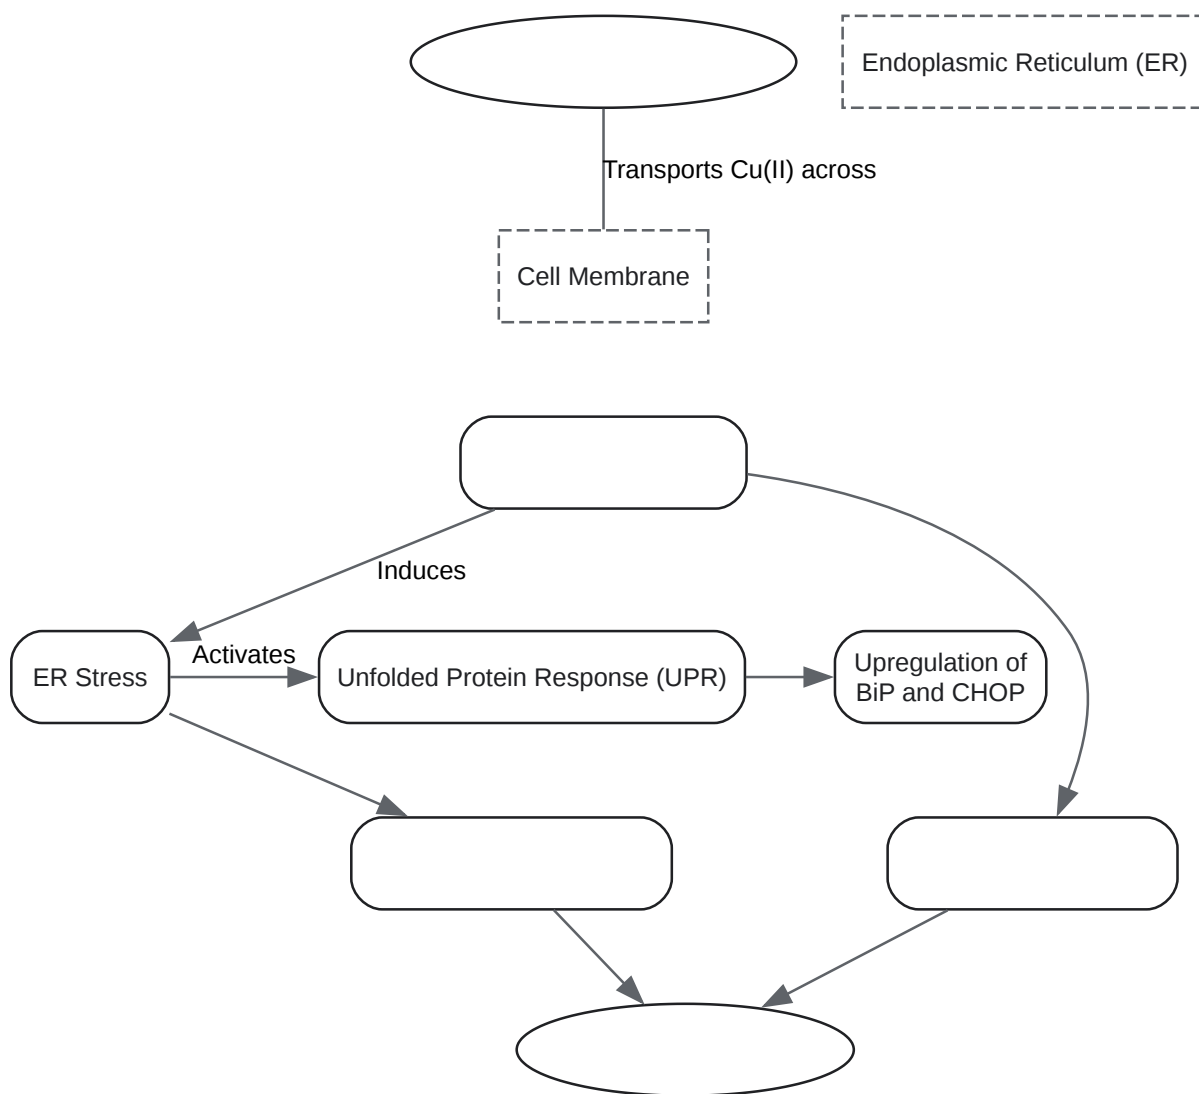 Endoplasmic Reticulum (ER)
Transports Cu(II) across
Cell Membrane
Induces
ER Stress
Activates
Unfolded Protein Response (UPR)
Upregulation of
BiP and CHOP